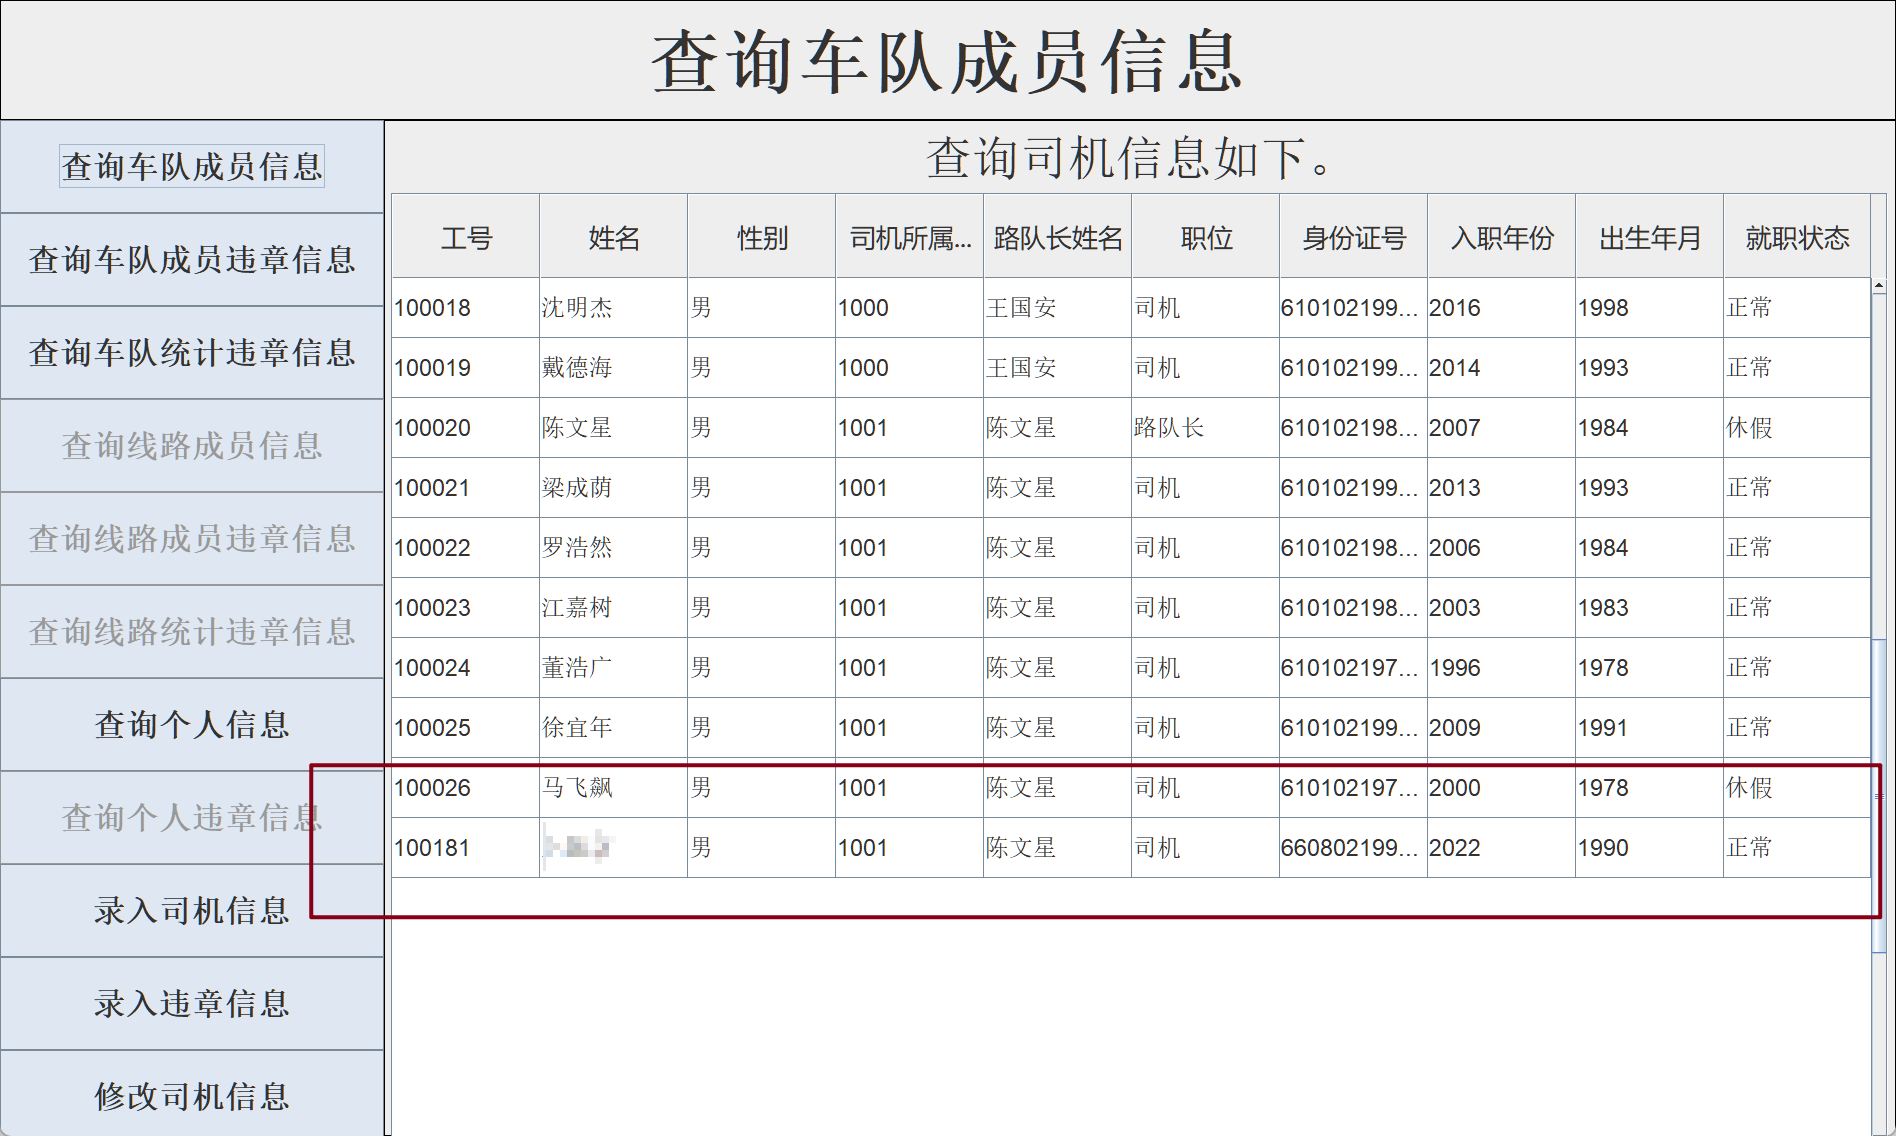 查询车队成员信息
查询车队成员信息
查询车队成员违章信息
查询车队统计违章信息
查询线路成员信息
查询线路成员违章信息
查询线路统计违章信息
查询个人信息
查询个人违章信息
录入司机信息
录入违章信息
修改司机信息
查询司机信息如下。
工号 姓名 性别 司机所属... 路队长姓名 职位 身份证号 入职年份 出生年月 就职状态
100018 沈明杰 男 1000 王国安 司机 610102199... 2016 1998 正常
100019 戴德海 男 1000 王国安 司机 610102199... 2014 1993 正常
100020 陈文星 男 1001 陈文星 路队长 610102198... 2007 1984 休假
100021 梁成荫 男 1001 陈文星 司机 610102199... 2013 1993 正常
100022 罗浩然 男 1001 陈文星 司机 610102198... 2006 1984 正常
100023 江嘉树 男 1001 陈文星 司机 610102198... 2003 1983 正常
100024 董浩广 男 1001 陈文星 司机 610102197... 1996 1978 正常
100025 徐宜年 男 1001 陈文星 司机 610102199... 2009 1991 正常
100026 马飞飙 男 1001 陈文星 司机 610102197... 2000 1978 休假
100181 男 1001 陈文星 司机 660802199... 2022 1990 正常